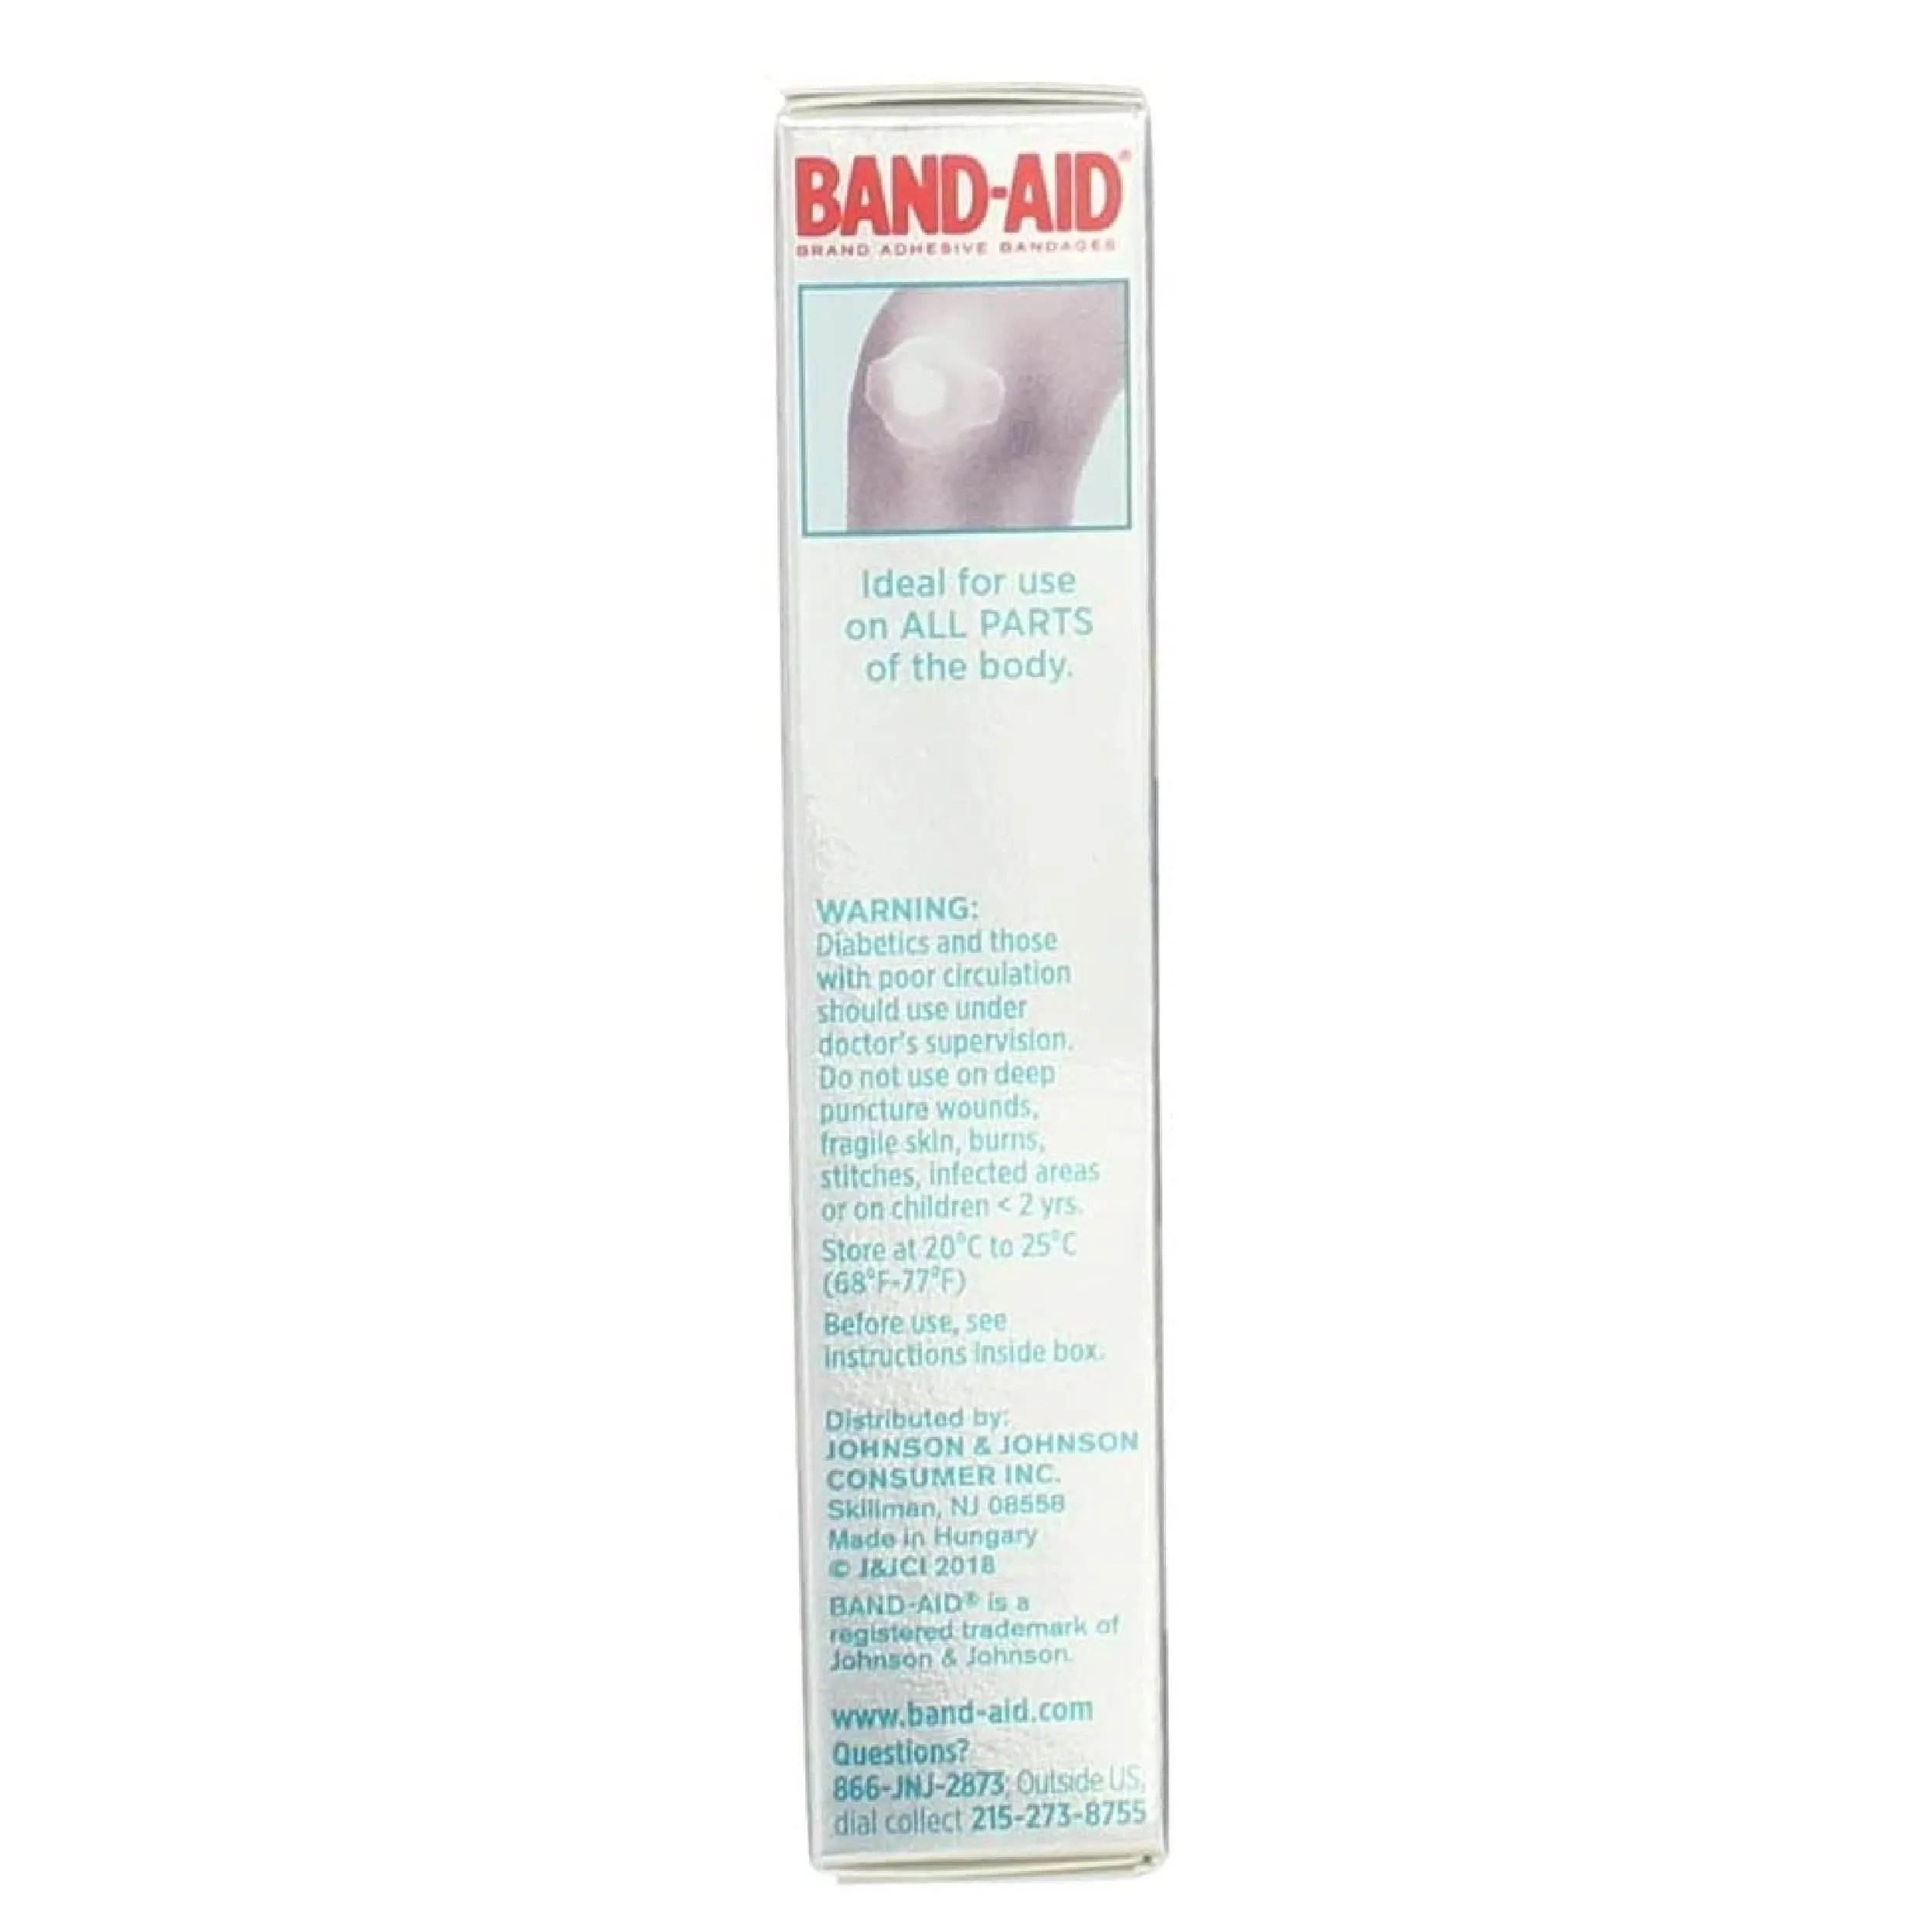 BAND-AID®
BRAND ADHESIVE BANDAGES
Ideal for use
on ALL PARTS
of the body.
WARNING:
Diabetics and those
with poor circulation
should use under
doctor's supervision.
Do not use on deep
puncture wounds,
fragile skin, burns,
stitches, infected areas
or on children < 2 yrs.
Store at 20°C to 25°C
(68°F-77°F)
Before use, see
instructions inside box.
Distributed by:
JOHNSON & JOHNSON
CONSUMER INC.
Skillman, NJ 08558
Made in Hungary
© J&JCI 2018
BAND-AID® is a
registered trademark of
Johnson & Johnson.
www.band-aid.com
Questions?
866-JNJ-2873; Outside US,
dial collect 215-273-8755